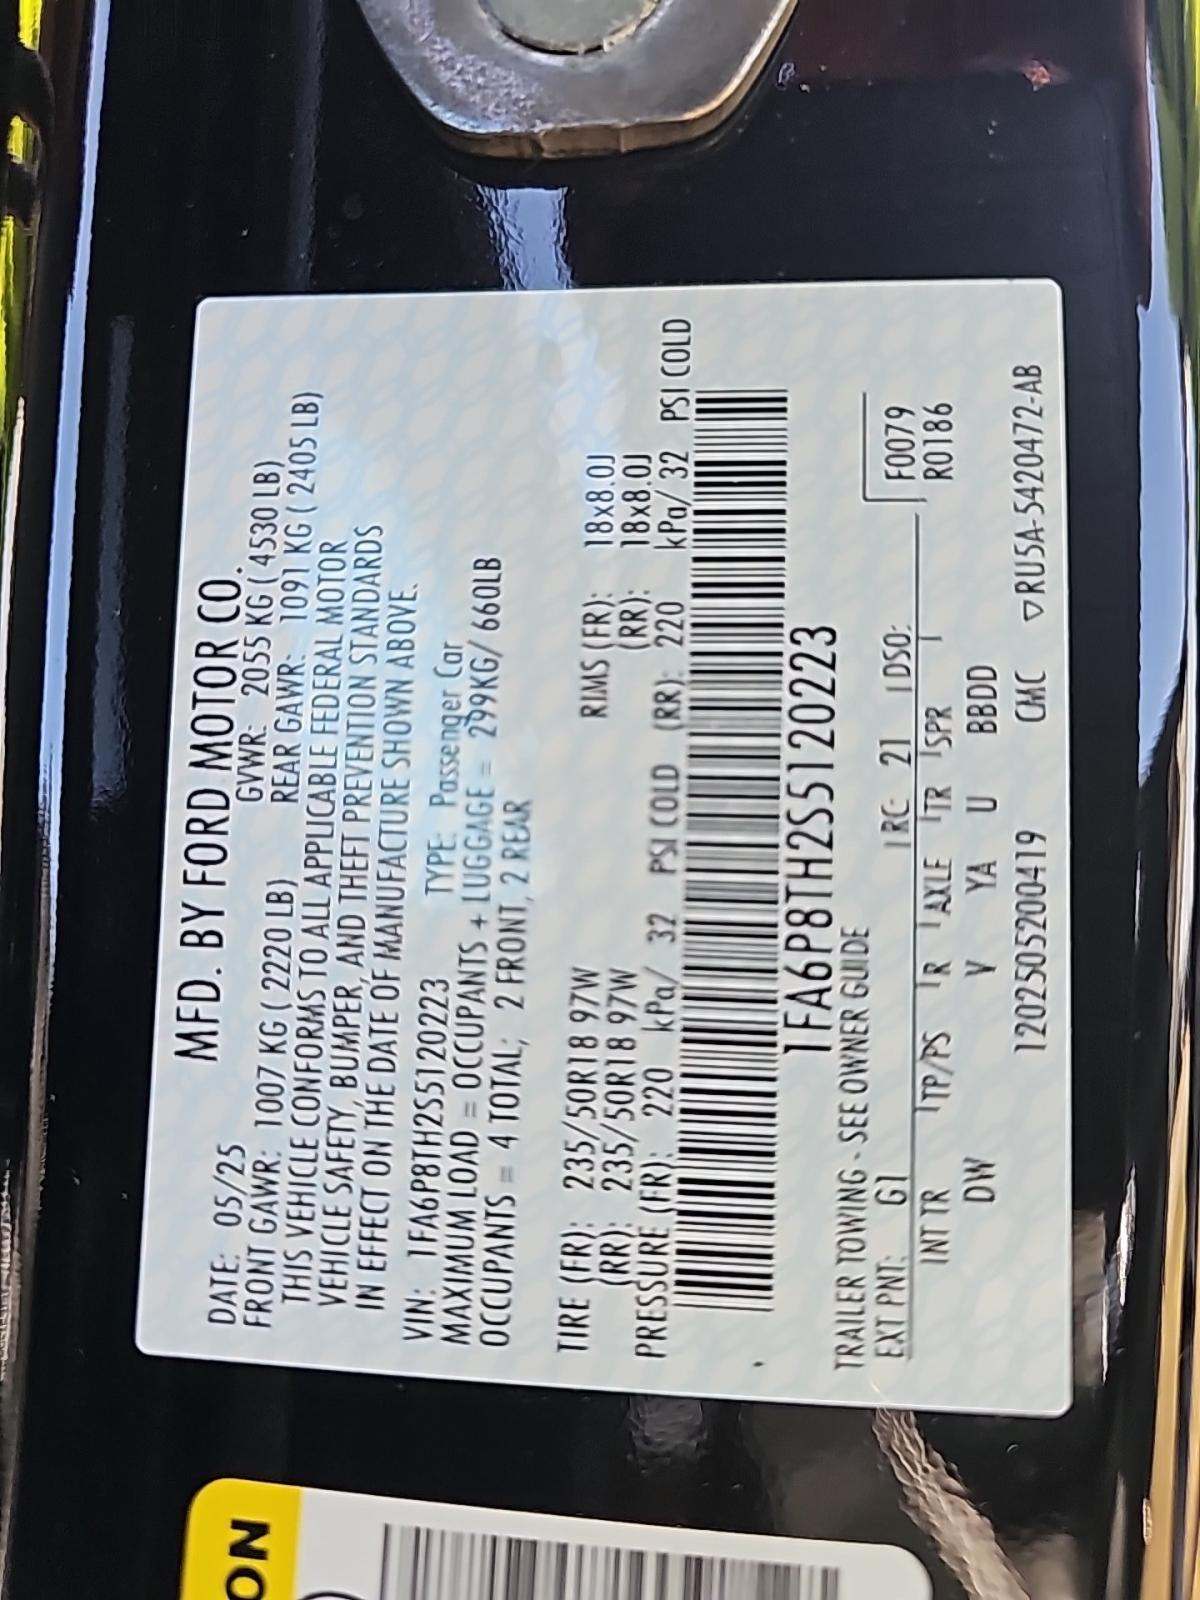 MFD. BY FORD MOTOR CO.
DATE: 05/25 GVWR: 2055 KG ( 4530 LB)
FRONT GAWR: 1007 KG ( 2220 LB) REAR GAWR: 1091 KG ( 2405 LB)
THIS VEHICLE CONFORMS TO ALL APPLICABLE FEDERAL MOTOR
VEHICLE SAFETY, BUMPER, AND THEFT PREVENTION STANDARDS
IN EFFECT ON THE DATE OF MANUFACTURE SHOWN ABOVE.
VIN: 1FA6P8TH2S5120223 TYPE: Passenger Car
MAXIMUM LOAD = OCCUPANTS + LUGGAGE = 299KG/ 660LB
OCCUPANTS = 4 TOTAL; 2 FRONT, 2 REAR
TIRE (FR): 235/50R18 97W RIMS (FR): 18x8.0J
(RR): 235/50R18 97W (RR): 18x8.0J
PRESSURE (FR): 220 kPa/ 32 PSI COLD (RR): 220 kPa/ 32 PSI COLD
1FA6P8TH2S5120223
TRAILER TOWING - SEE OWNER GUIDE
EXT PNT: G1 RC: 21 DSO: F0079
INT TR TP/PS R AXLE TR SPR R0186
DW V YA U BBDD
12025052 00419 CMC ▽RU5A-5420472-AB
ON